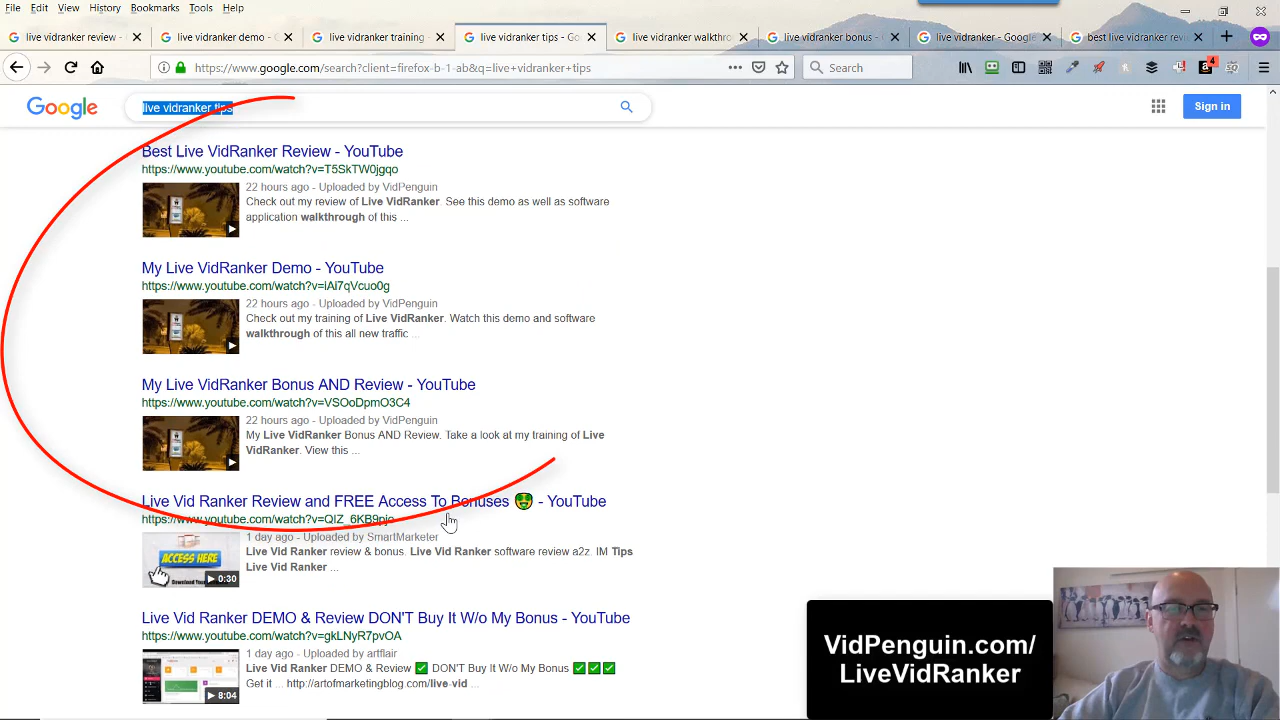 File Edit View History Bookmarks Tools Help
live vidranker review -
live vidranker demo - G
live vidranker training -
live vidranker tips - Go
live vidranker walkthr
live vidranker bonus -
live vidranker - Google
best live vidranker revie
https://www.google.com/search?client=firefox-b-1-ab&q=live+vidranker+tips
Search
4
Google
live vidranker tips
Sign in
Best Live VidRanker Review - YouTube
https://www.youtube.com/watch?v=T5SkTW0jgqo
22 hours ago - Uploaded by VidPenguin
Check out my review of Live VidRanker. See this demo as well as software
application walkthrough of this ...
My Live VidRanker Demo - YouTube
https://www.youtube.com/watch?v=iAl7qVcuo0g
22 hours ago - Uploaded by VidPenguin
Check out my training of Live VidRanker. Watch this demo and software
walkthrough of this all new traffic ...
My Live VidRanker Bonus AND Review - YouTube
https://www.youtube.com/watch?v=VSOoDpmO3C4
22 hours ago - Uploaded by VidPenguin
My Live VidRanker Bonus AND Review. Take a look at my training of Live
VidRanker. View this ...
Live Vid Ranker Review and FREE Access To Bonuses 🤑 - YouTube
https://www.youtube.com/watch?v=QIZ_6KB9pjo
1 day ago - Uploaded by SmartMarketer
Live Vid Ranker review & bonus. Live Vid Ranker software review a2z. IM Tips
Live Vid Ranker ...
ACCESS HERE
0:30
Live Vid Ranker DEMO & Review DON'T Buy It W/o My Bonus - YouTube
https://www.youtube.com/watch?v=gkLNyR7pvOA
1 day ago - Uploaded by artflair
Live Vid Ranker DEMO & Review ✅ DON'T Buy It W/o My Bonus ✅✅✅
Get it ... http://artofmarketingblog.com/live-vid ...
8:04
VidPenguin.com/
LiveVidRanker